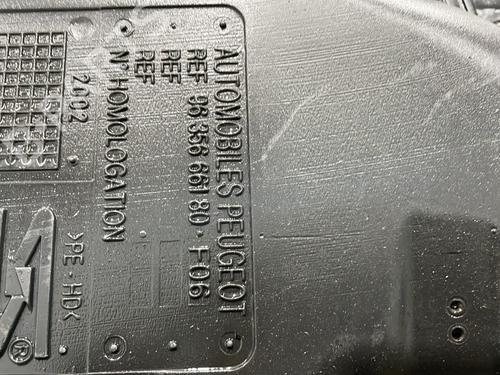 AUTOMOBILES PEUGEOT
REF 96 356 661 80 · F06
REF
REF
N° HOMOLOGATION
2002
>PE-HD<
®